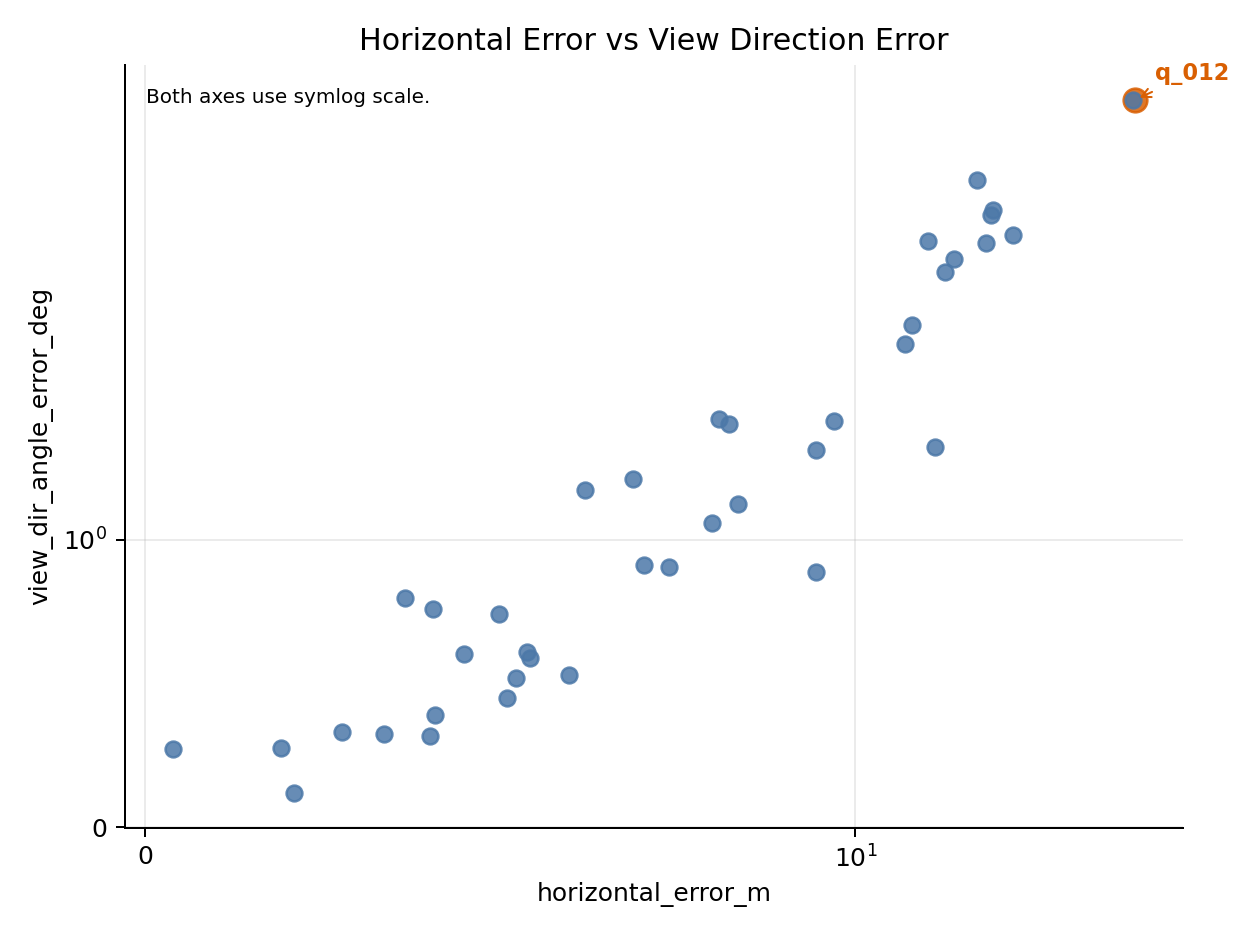 Horizontal Error vs View Direction Error
q_012
Both axes use symlog scale.
view_dir_angle_error_deg
10⁰
0
0
10¹
horizontal_error_m